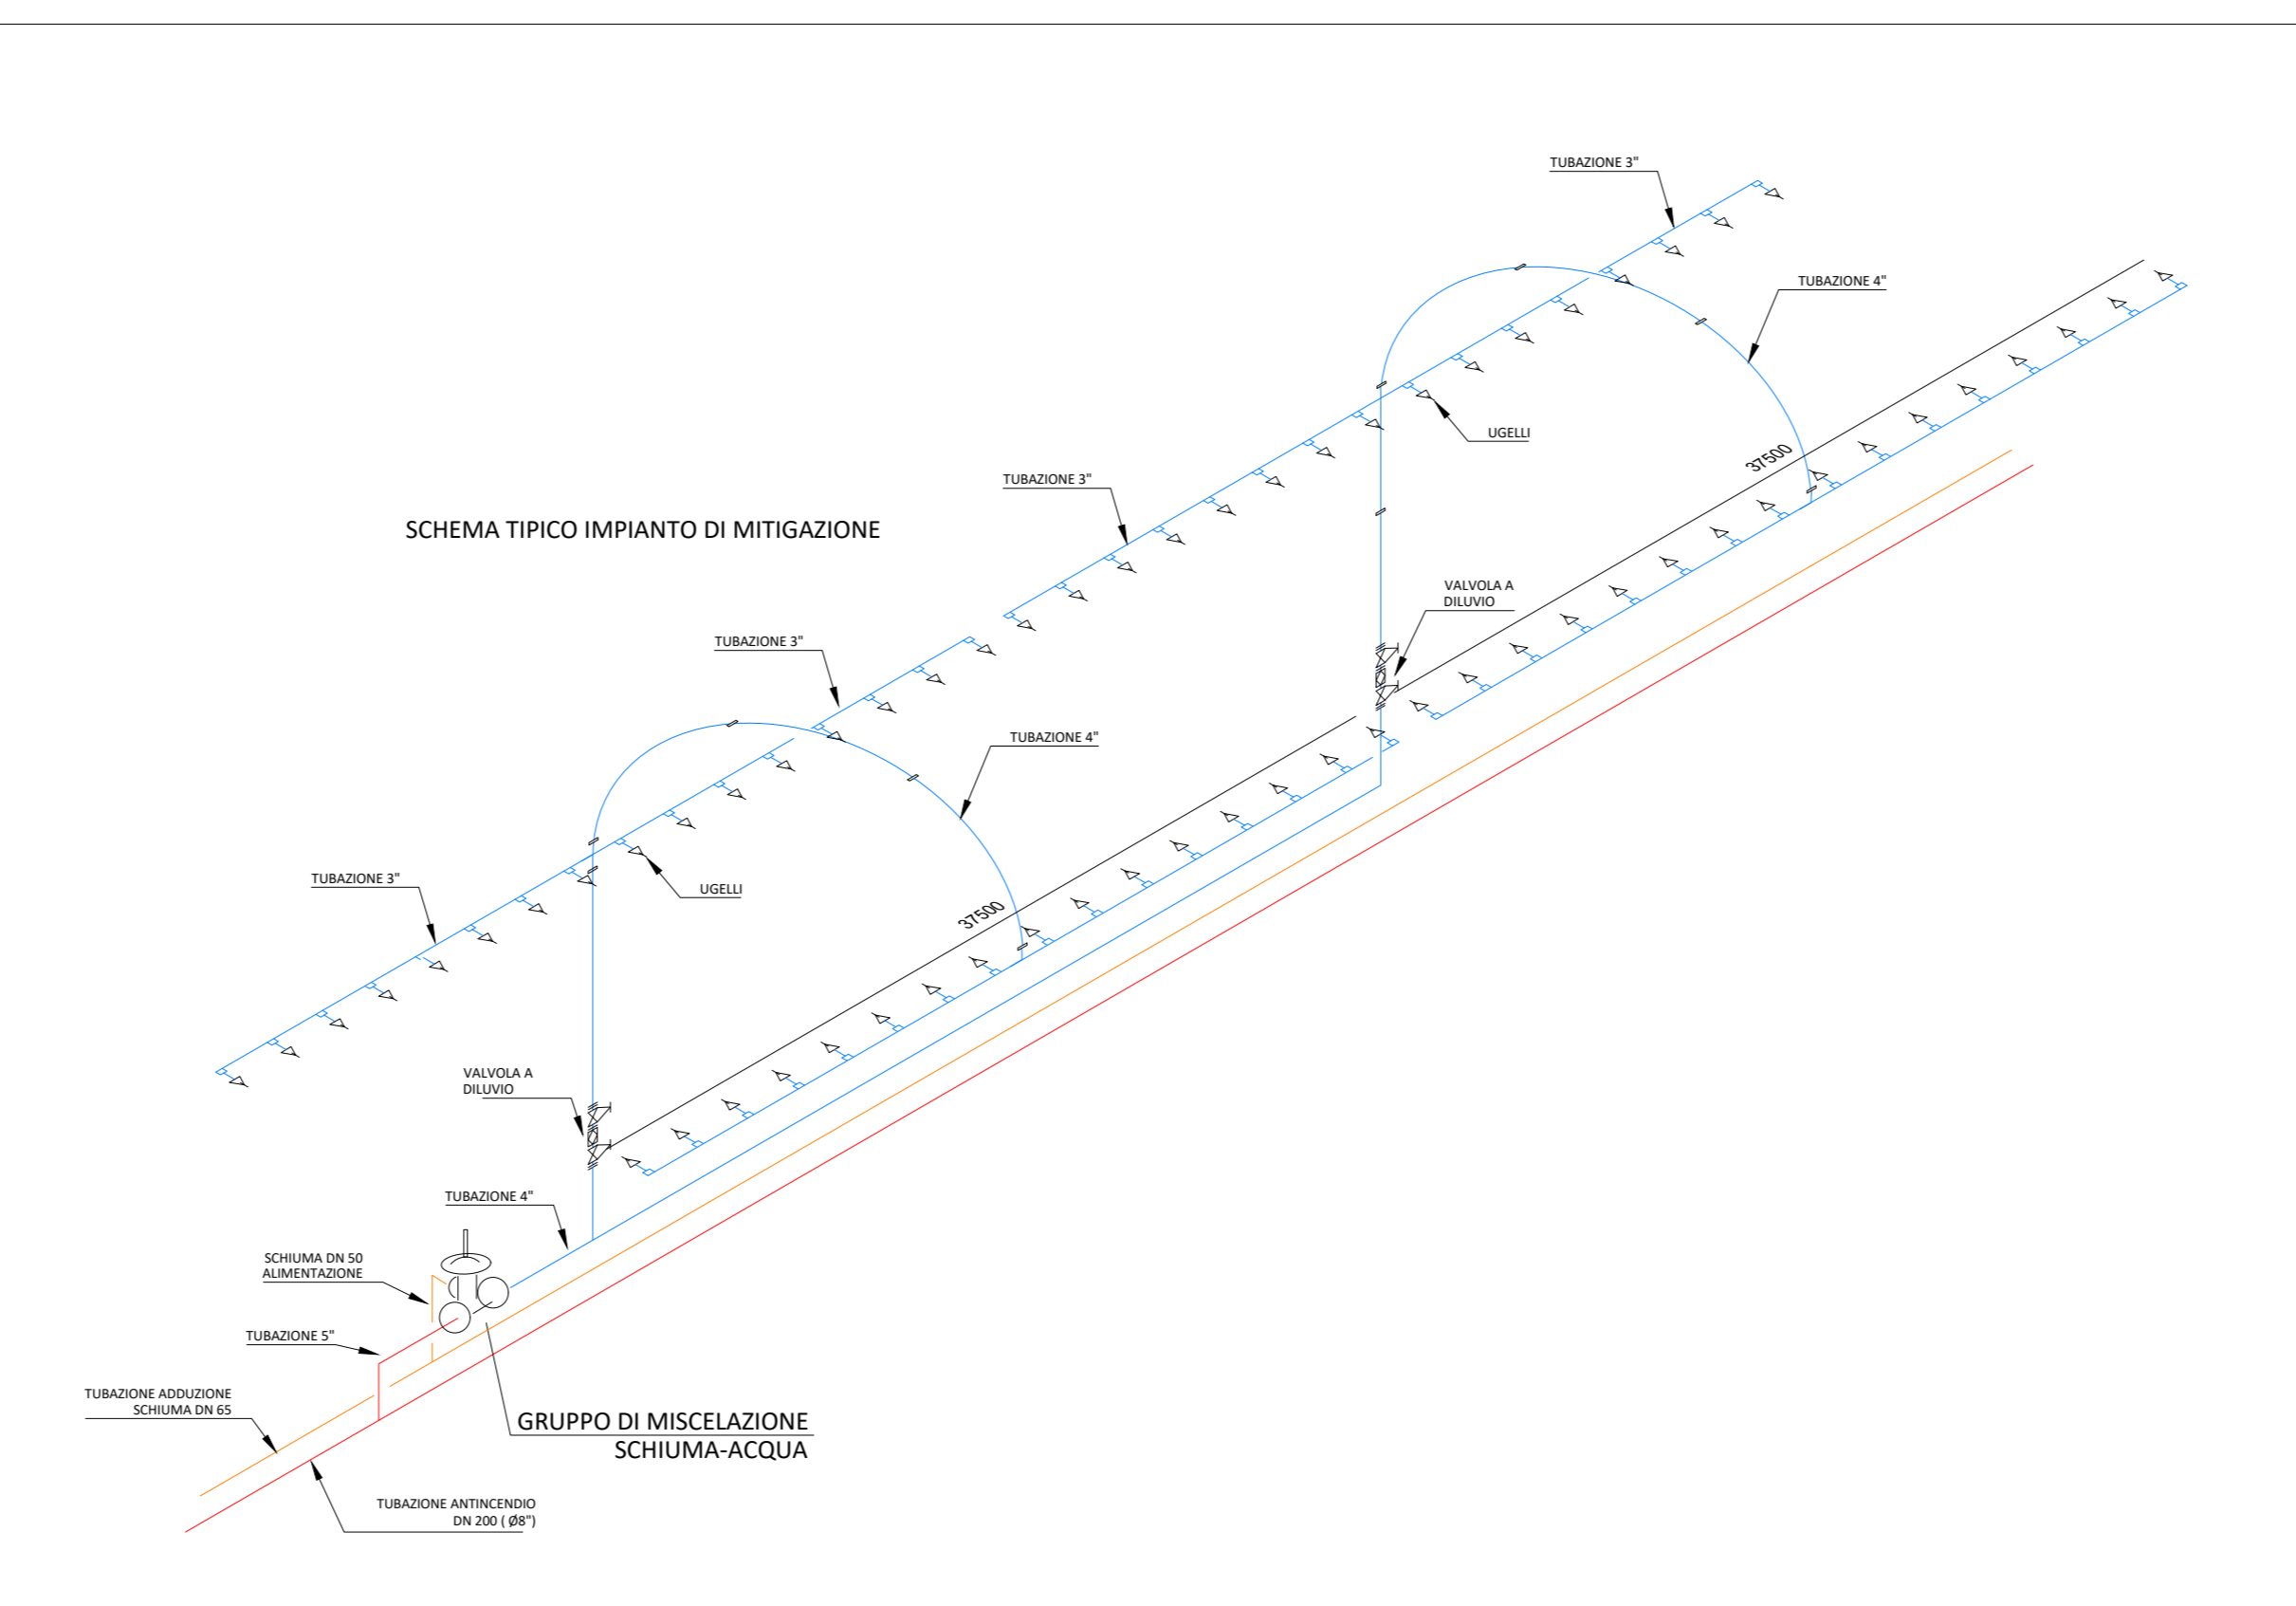 TUBAZIONE 3"
TUBAZIONE 4"
UGELLI
37500
TUBAZIONE 3"
SCHEMA TIPICO IMPIANTO DI MITIGAZIONE
VALVOLA A
DILUVIO
TUBAZIONE 3"
TUBAZIONE 4"
TUBAZIONE 3"
UGELLI
37500
VALVOLA A
DILUVIO
TUBAZIONE 4"
SCHIUMA DN 50
ALIMENTAZIONE
TUBAZIONE 5"
TUBAZIONE ADDUZIONE
SCHIUMA DN 65
GRUPPO DI MISCELAZIONE
SCHIUMA-ACQUA
TUBAZIONE ANTINCENDIO
DN 200 ( Ø8")